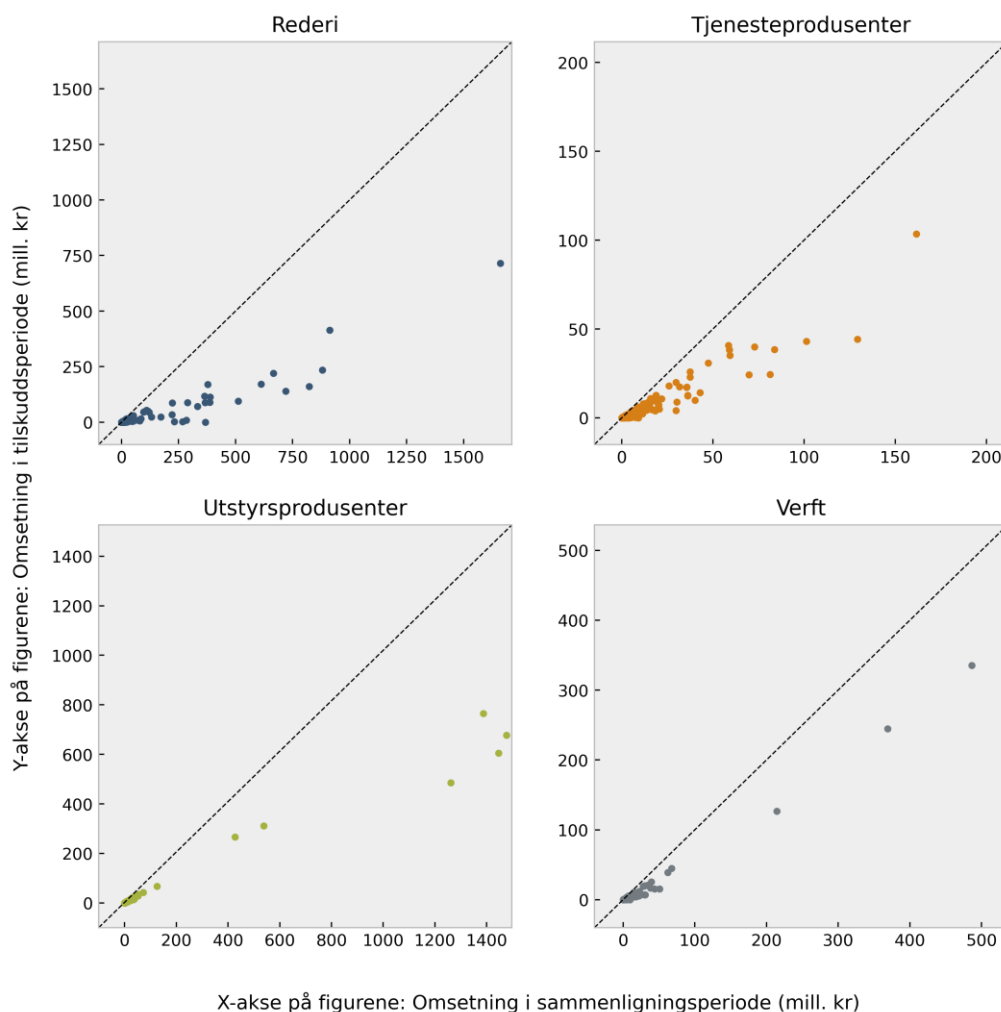 Rederi
Tjenesteprodusenter
1500
1250
1000
750
500
250
0
0 250 500 750 1000 1250 1500
200
150
100
50
0
0 50 100 150 200
Utstyrsprodusenter
Verft
1400
1200
1000
800
600
400
200
0
0 200 400 600 800 1000 1200 1400
500
400
300
200
100
0
0 100 200 300 400 500
Y-akse på figurene: Omsetning i tilskuddsperiode (mill. kr)
X-akse på figurene: Omsetning i sammenligningsperiode (mill. kr)